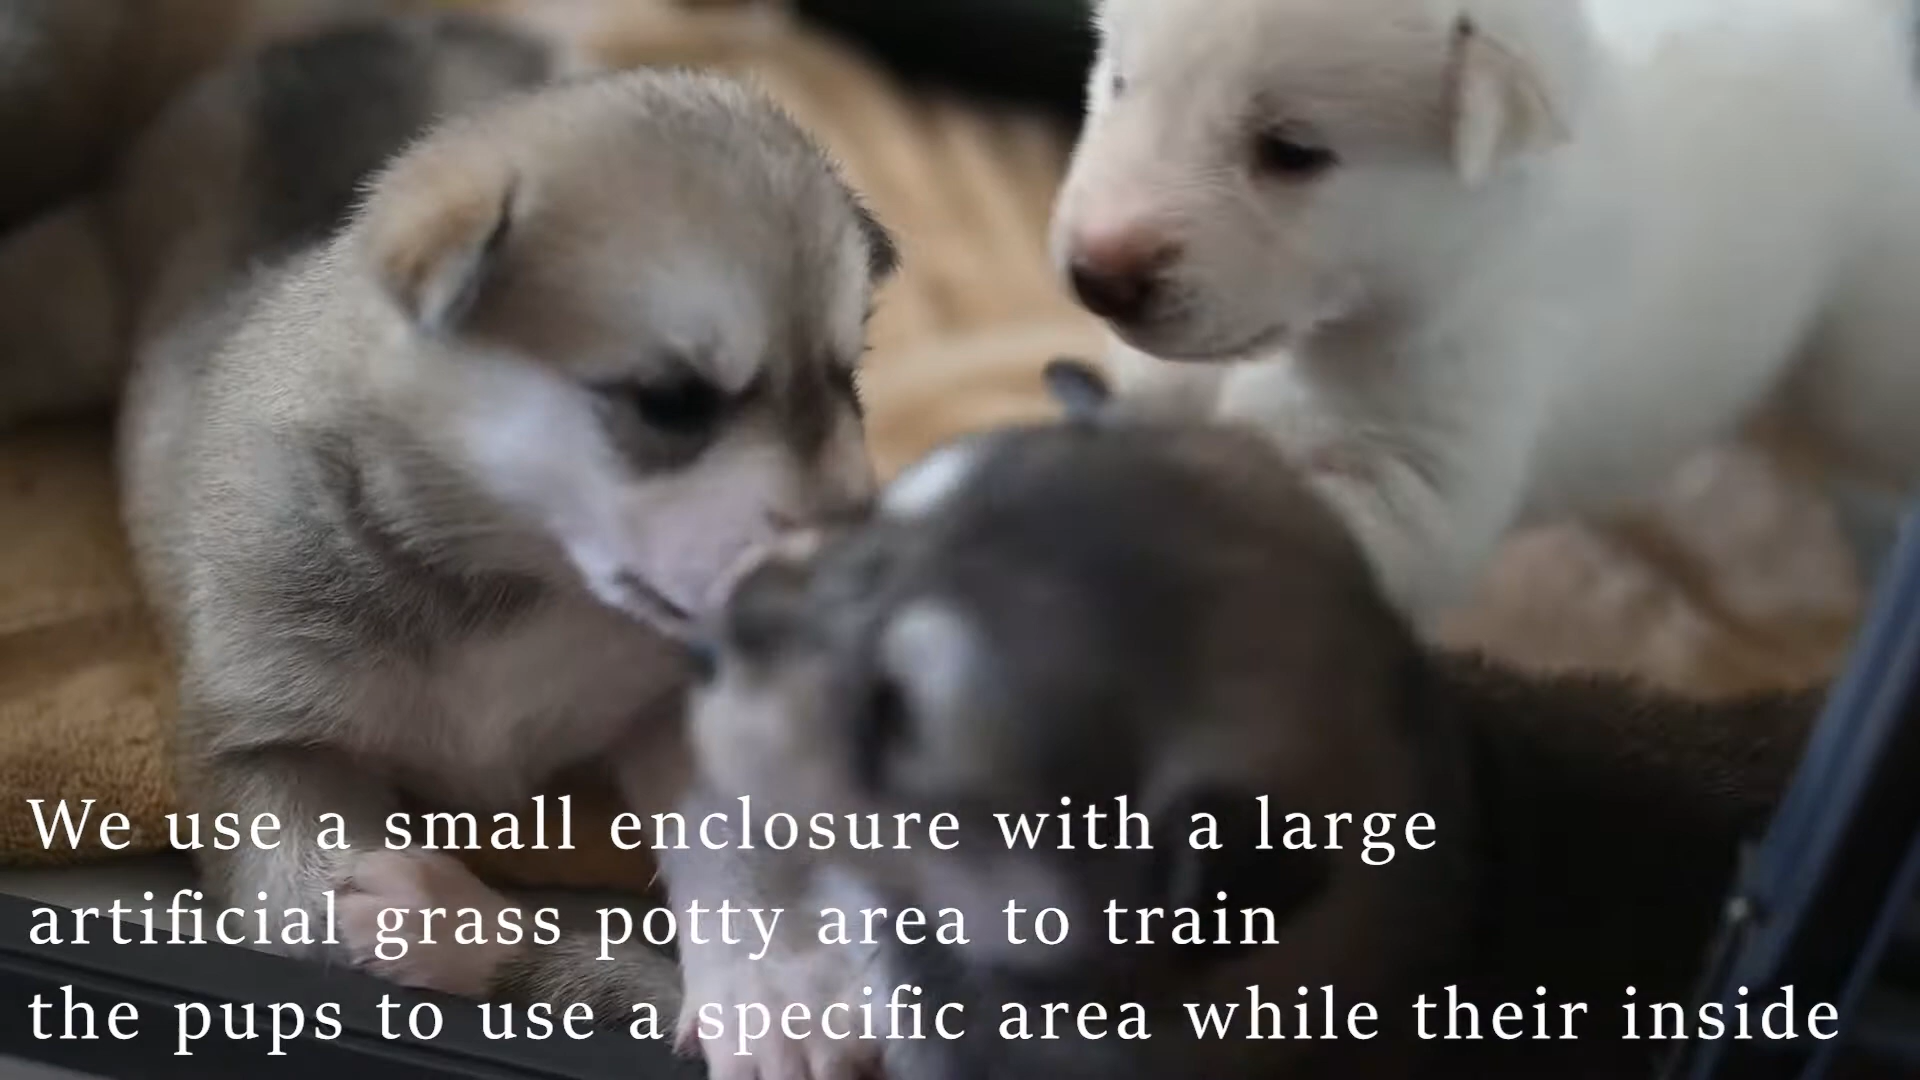 We use a small enclosure with a large
artificial grass potty area to train
the pups to use a specific area while their inside